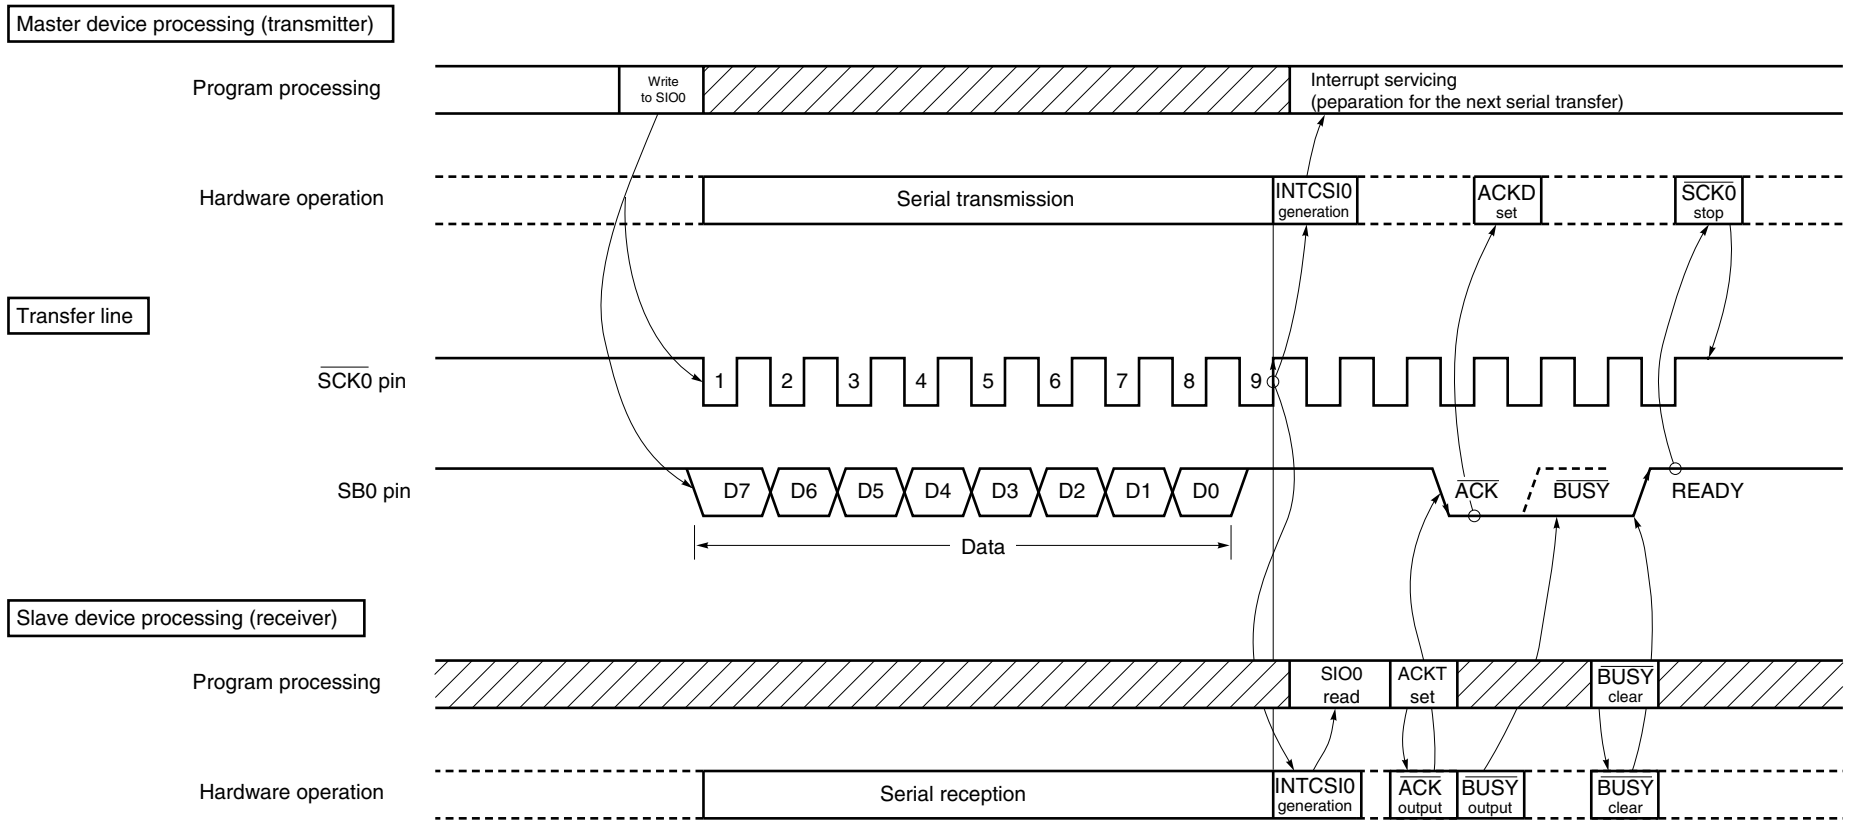 Master device processing (transmitter)
Program processing
Write
to SIO0
Interrupt servicing
(peparation for the next serial transfer)
Hardware operation
Serial transmission
INTCSI0
generation
ACKD
set
SCK0
stop
Transfer line
SCK0 pin
1 2 3 4 5 6 7 8 9
SB0 pin
D7 D6 D5 D4 D3 D2 D1 D0
ACK
BUSY
READY
Data
Slave device processing (receiver)
Program processing
SIO0
read
ACKT
set
BUSY
clear
Hardware operation
Serial reception
INTCSI0
generation
ACK
output
BUSY
output
BUSY
clear